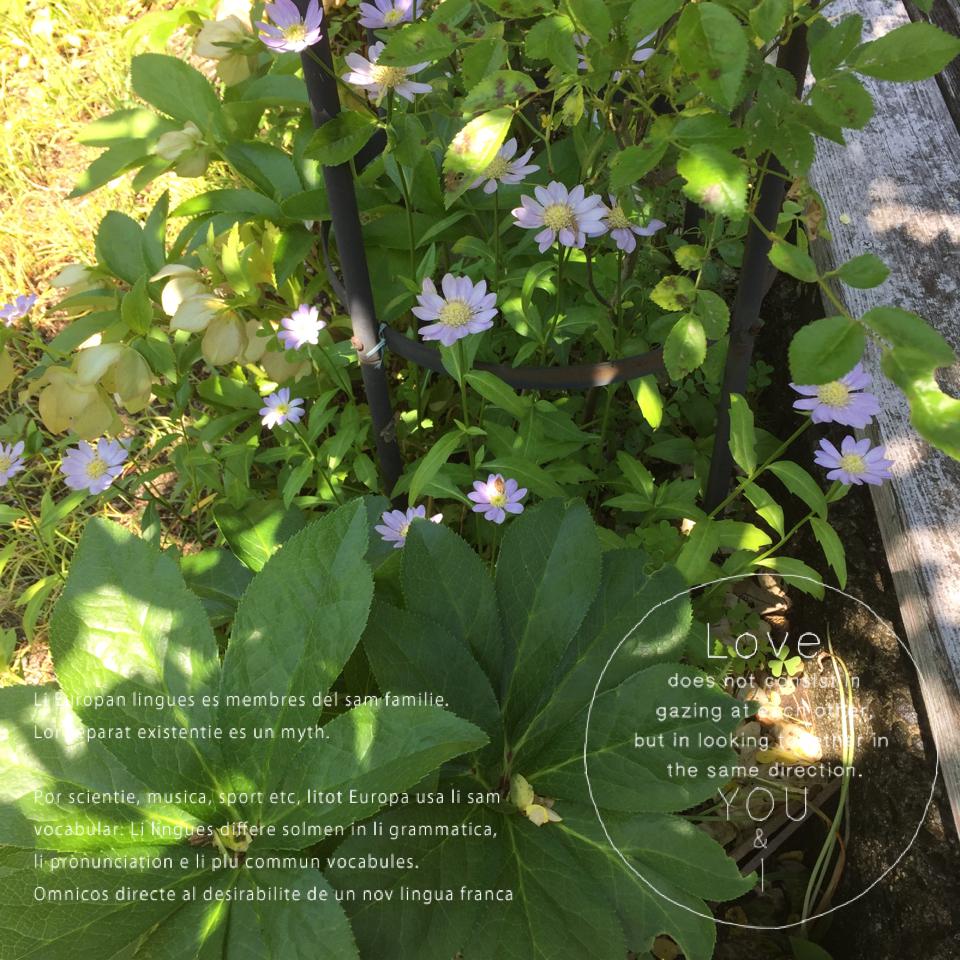 Li Europan lingues es membres del sam familie.
Lor separat existentie es un myth.
Por scientie, musica, sport etc, litot Europa usa li sam
vocabular. Li lingues differe solmen in li grammatica,
li pronunciation e li plu commun vocabules.
Omnicos directe al desirabilite de un nov lingua franca
Love
does not consist in
gazing at each other,
but in looking together in
the same direction.
YOU
&
I